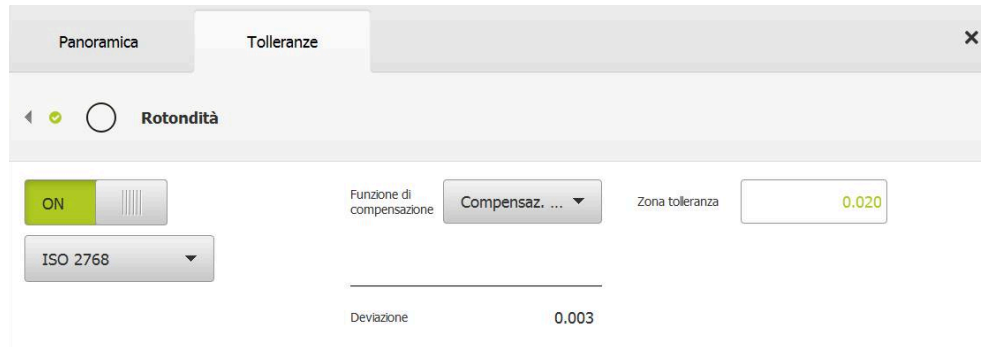 Panoramica
Tolleranze
Rotondità
ON
Funzione di
compensazione
Compensaz. ...
Zona tolleranza
0.020
ISO 2768
Deviazione
0.003